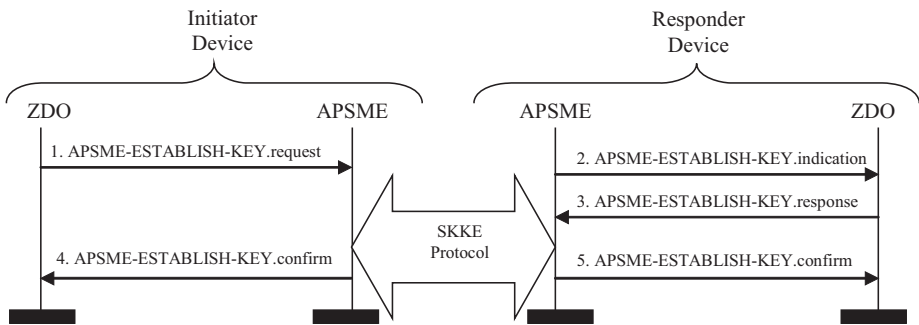 Initiator
Device
Responder
Device
ZDO
APSME
APSME
ZDO
1. APSME-ESTABLISH-KEY.request
2. APSME-ESTABLISH-KEY.indication
3. APSME-ESTABLISH-KEY.response
SKKE
Protocol
4. APSME-ESTABLISH-KEY.confirm
5. APSME-ESTABLISH-KEY.confirm